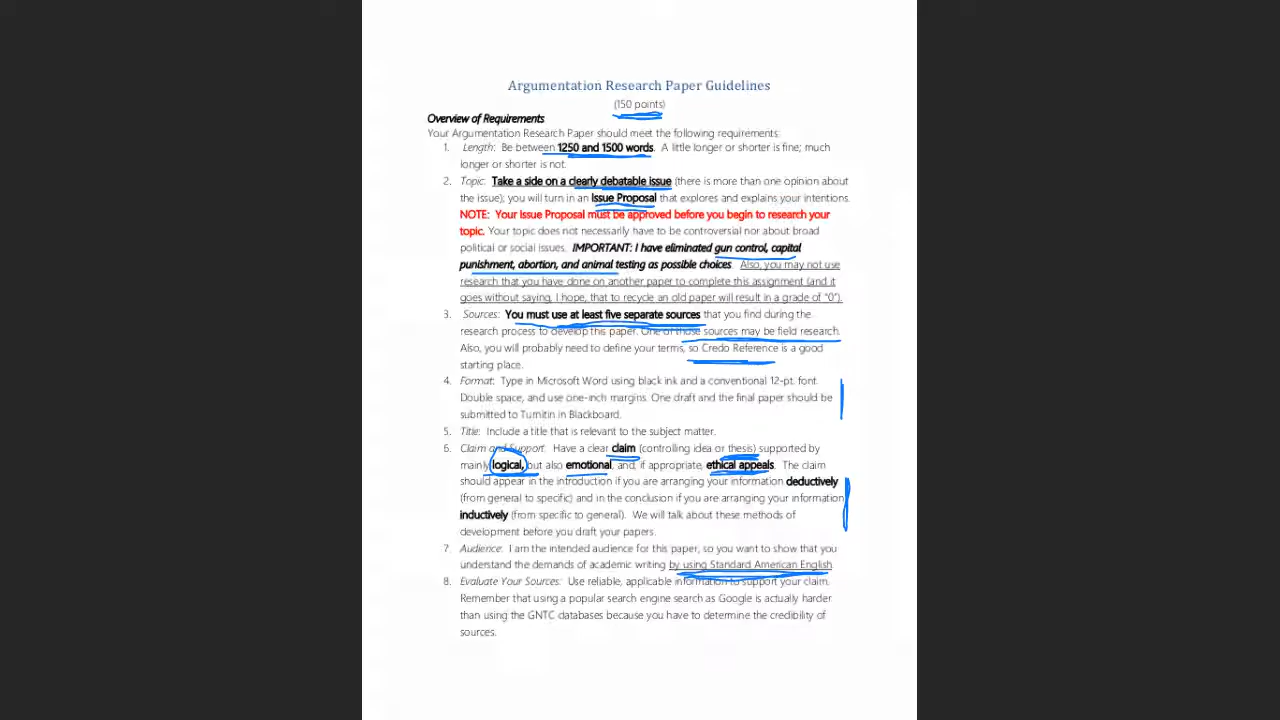 Argumentation Research Paper Guidelines
(150 points)
Overview of Requirements
Your Argumentation Research Paper should meet the following requirements:
1. Length: Be between 1250 and 1500 words. A little longer or shorter is fine; much
longer or shorter is not.
2. Topic: Take a side on a clearly debatable issue (there is more than one opinion about
the issue); you will turn in an Issue Proposal that explores and explains your intentions.
NOTE: Your Issue Proposal must be approved before you begin to research your
topic. Your topic does not necessarily have to be controversial nor about broad
political or social issues. IMPORTANT: I have eliminated gun control, capital
punishment, abortion, and animal testing as possible choices. Also, you may not use
research that you have done on another paper to complete this assignment (and it
goes without saying, I hope, that to recycle an old paper will result in a grade of "0").
3. Sources: You must use at least five separate sources that you find during the
research process to develop this paper. One of those sources may be field research.
Also, you will probably need to define your terms, so Credo Reference is a good
starting place.
4. Format: Type in Microsoft Word using black ink and a conventional 12-pt. font.
Double space, and use one-inch margins. One draft and the final paper should be
submitted to Turnitin in Blackboard.
5. Title: Include a title that is relevant to the subject matter.
6. Claim and Support: Have a clear claim (controlling idea or thesis) supported by
mainly logical, but also emotional, and, if appropriate, ethical appeals. The claim
should appear in the introduction if you are arranging your information deductively
(from general to specific) and in the conclusion if you are arranging your information
inductively (from specific to general). We will talk about these methods of
development before you draft your papers.
7. Audience: I am the intended audience for this paper, so you want to show that you
understand the demands of academic writing by using Standard American English.
8. Evaluate Your Sources: Use reliable, applicable information to support your claim.
Remember that using a popular search engine search as Google is actually harder
than using the GNTC databases because you have to determine the credibility of
sources.